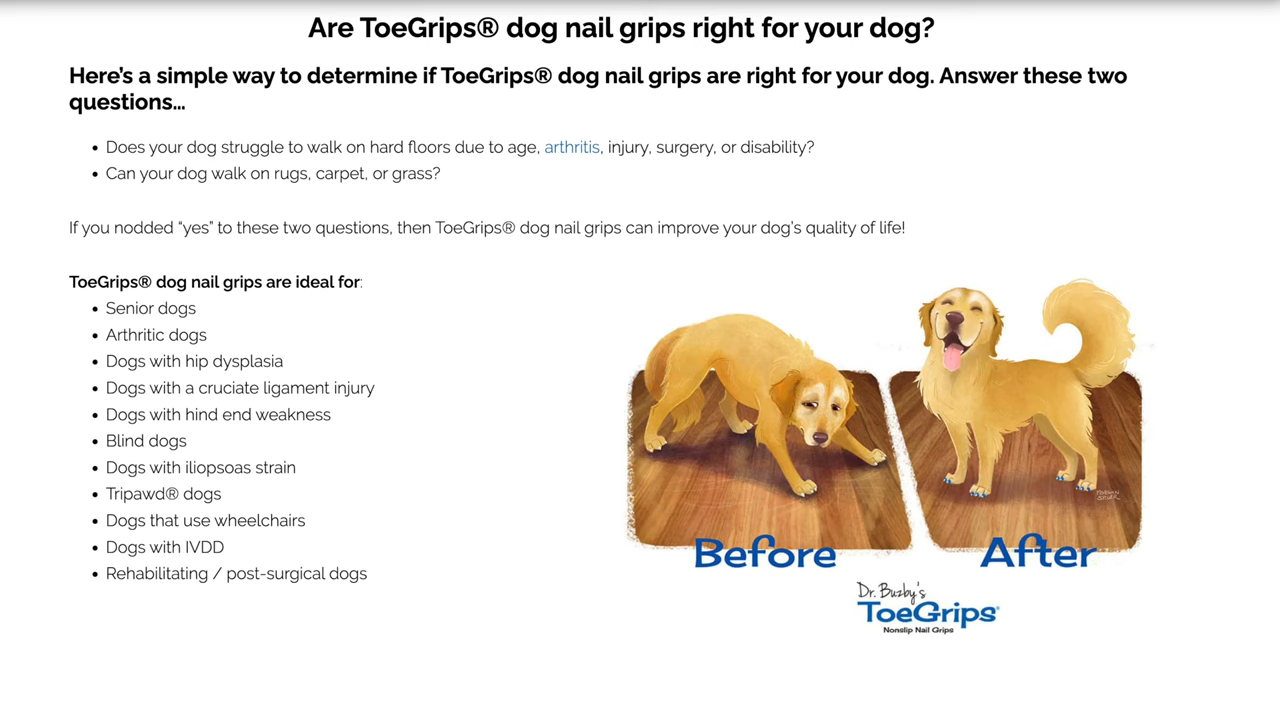 Are ToeGrips® dog nail grips right for your dog?
Here's a simple way to determine if ToeGrips® dog nail grips are right for your dog. Answer these two
questions...
• Does your dog struggle to walk on hard floors due to age, arthritis, injury, surgery, or disability?
• Can your dog walk on rugs, carpet, or grass?
If you nodded “yes” to these two questions, then ToeGrips® dog nail grips can improve your dog's quality of life!
ToeGrips® dog nail grips are ideal for:
• Senior dogs
• Arthritic dogs
• Dogs with hip dysplasia
• Dogs with a cruciate ligament injury
• Dogs with hind end weakness
• Blind dogs
• Dogs with iliopsoas strain
• Tripawd® dogs
• Dogs that use wheelchairs
• Dogs with IVDD
• Rehabilitating / post-surgical dogs
Before
After
Dr. Buzby's
ToeGrips®
Nonslip Nail Grips